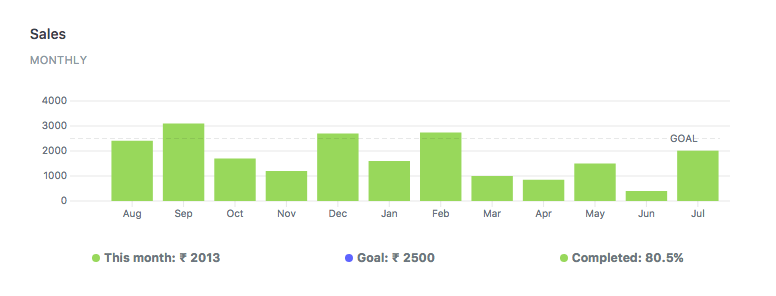 Sales
MONTHLY
4000
3000
GOAL
2000
1000
0
Aug Sep Oct Nov Dec Jan Feb Mar Apr May Jun Jul
This month: ₹ 2013 Goal: ₹ 2500 Completed: 80.5%